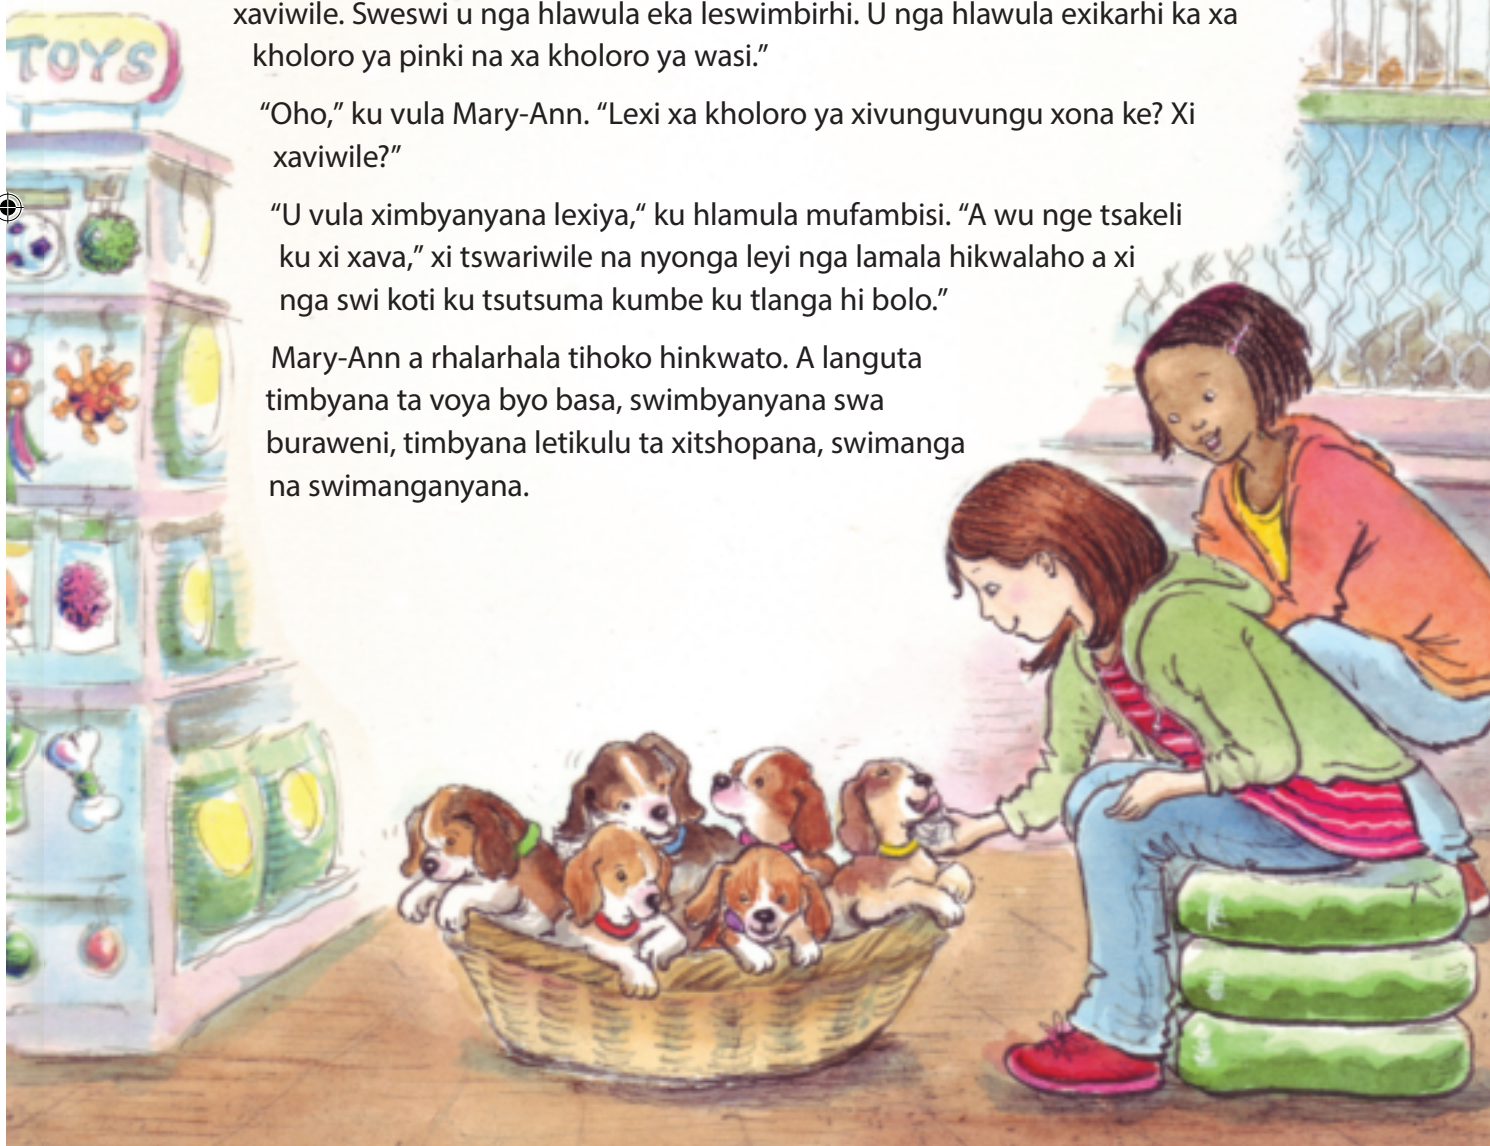 xaviwile. Sweswi u nga hlawula eka leswimbirhi. U nga hlawula exikarhi ka xa
kholoro ya pinki na xa kholoro ya wasi.”
“Oho,” ku vula Mary-Ann. “Lexi xa kholoro ya xivunguvungu xona ke? Xi
xaviwile?”
“U vula ximbyanyana lexiya,“ ku hlamula mufambisi. “A wu nge tsakeli
ku xi xava,” xi tswariwile na nyonga leyi nga lamala hikwalaho a xi
nga swi koti ku tsutsuma kumbe ku tlanga hi bolo.”
Mary-Ann a rhalarhala tihoko hinkwato. A languta
timbyana ta voya byo basa, swimbyanyana swa
buraweni, timbyana letikulu ta xitshopana, swimanga
na swimanganyana.
TOYS